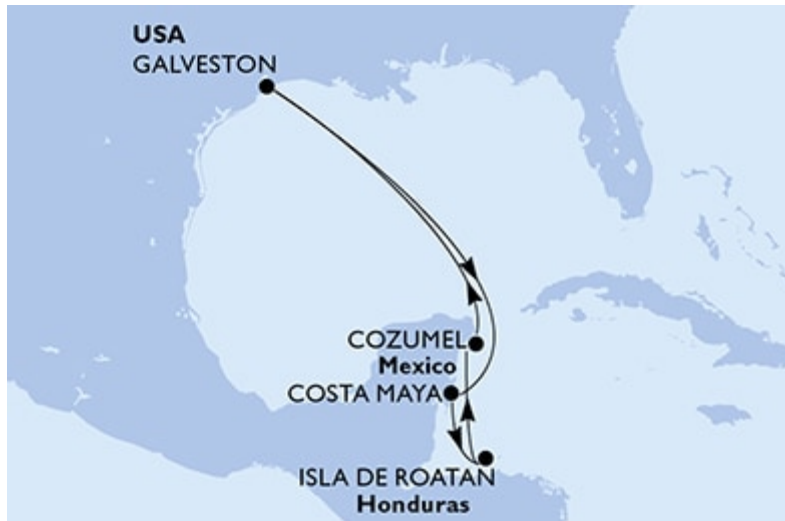 USA
GALVESTON
COZUMEL
Mexico
COSTA MAYA
ISLA DE ROATAN
Honduras